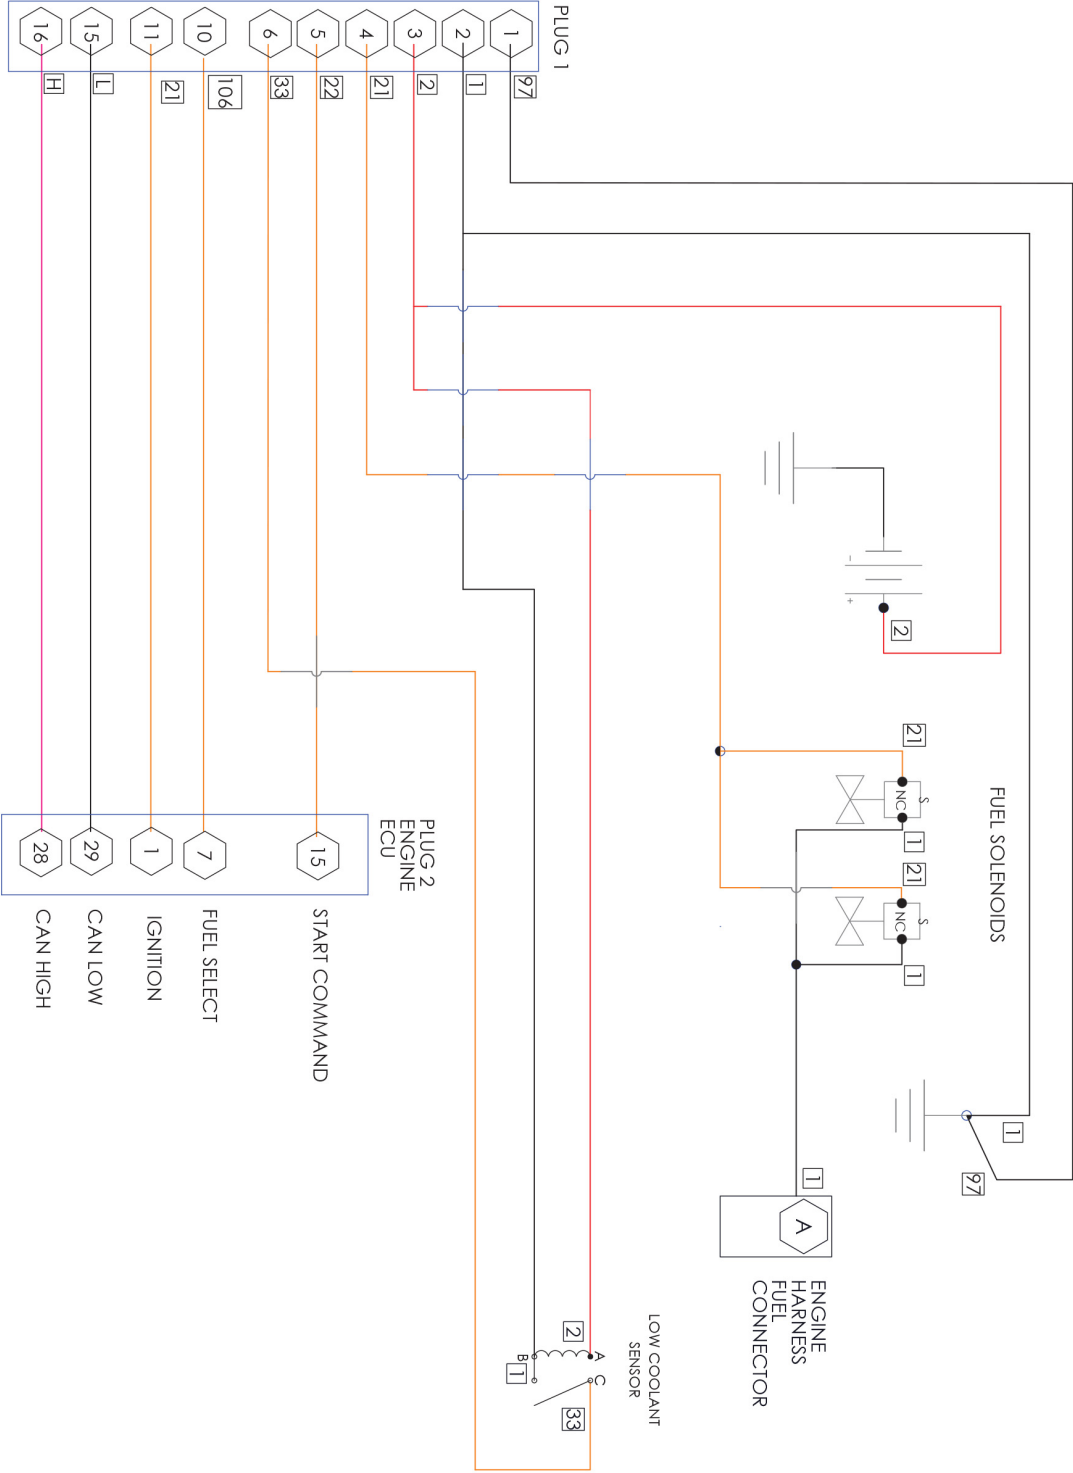 PLUG 1
1
2
3
4
5
6
10
11
15
16
97
1
2
21
22
33
106
21
L
H
-
+
2
FUEL SOLENOIDS
21
S
NC
1
21
S
NC
1
1
97
1
A
ENGINE
HARNESS
FUEL
CONNECTOR
LOW COOLANT
SENSOR
2
A
B
C
1
33
PLUG 2
ENGINE
ECU
15
7
1
29
28
START COMMAND
FUEL SELECT
IGNITION
CAN LOW
CAN HIGH